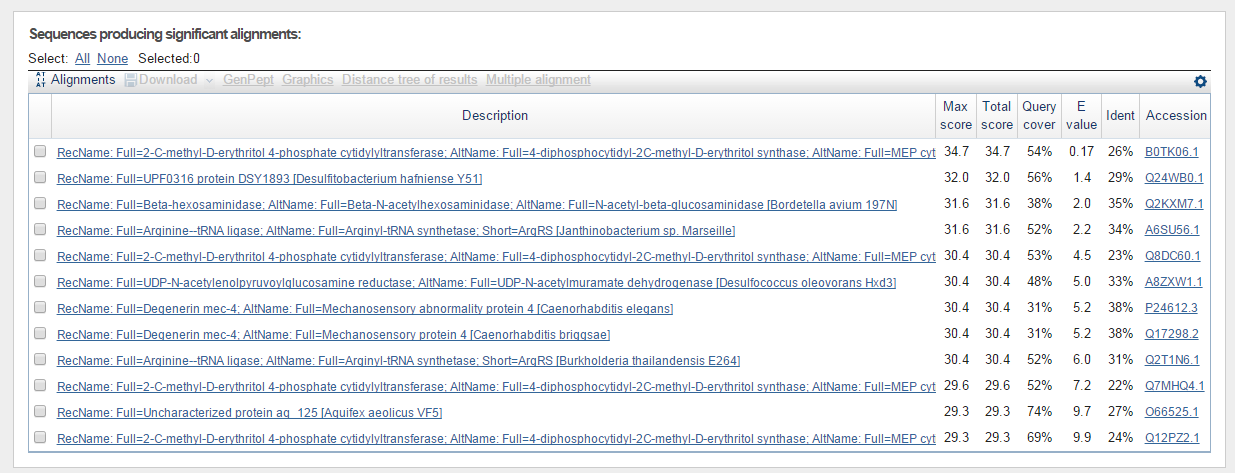 Sequences producing significant alignments:
Select: All None Selected:0
Alignments Download GenPept Graphics Distance tree of results Multiple alignment
Description Max score Total score Query cover E value Ident Accession
RecName: Full=2-C-methyl-D-erythritol 4-phosphate cytidylyltransferase; AltName: Full=4-diphosphocytidyl-2C-methyl-D-erythritol synthase; AltName: Full=MEP cyt 34.7 34.7 54% 0.17 26% B0TK06.1
RecName: Full=UPF0316 protein DSY1893 [Desulfitobacterium hafniense Y51] 32.0 32.0 56% 1.4 29% Q24WB0.1
RecName: Full=Beta-hexosaminidase; AltName: Full=Beta-N-acetylhexosaminidase; AltName: Full=N-acetyl-beta-glucosaminidase [Bordetella avium 197N] 31.6 31.6 38% 2.0 35% Q2KXM7.1
RecName: Full=Arginine--tRNA ligase; AltName: Full=Arginyl-tRNA synthetase; Short=ArgRS [Janthinobacterium sp. Marseille] 31.6 31.6 52% 2.2 34% A6SU56.1
RecName: Full=2-C-methyl-D-erythritol 4-phosphate cytidylyltransferase; AltName: Full=4-diphosphocytidyl-2C-methyl-D-erythritol synthase; AltName: Full=MEP cyt 30.4 30.4 53% 4.5 23% Q8DC60.1
RecName: Full=UDP-N-acetylenolpyruvoylglucosamine reductase; AltName: Full=UDP-N-acetylmuramate dehydrogenase [Desulfococcus oleovorans Hxd3] 30.4 30.4 48% 5.0 33% A8ZXW1.1
RecName: Full=Degenerin mec-4; AltName: Full=Mechanosensory abnormality protein 4 [Caenorhabditis elegans] 30.4 30.4 31% 5.2 38% P24612.3
RecName: Full=Degenerin mec-4; AltName: Full=Mechanosensory protein 4 [Caenorhabditis briggsae] 30.4 30.4 31% 5.2 38% Q17298.2
RecName: Full=Arginine--tRNA ligase; AltName: Full=Arginyl-tRNA synthetase; Short=ArgRS [Burkholderia thailandensis E264] 30.4 30.4 52% 6.0 31% Q2T1N6.1
RecName: Full=2-C-methyl-D-erythritol 4-phosphate cytidylyltransferase; AltName: Full=4-diphosphocytidyl-2C-methyl-D-erythritol synthase; AltName: Full=MEP cyt 29.6 29.6 52% 7.2 22% Q7MHQ4.1
RecName: Full=Uncharacterized protein aq_125 [Aquifex aeolicus VF5] 29.3 29.3 74% 9.7 27% O66525.1
RecName: Full=2-C-methyl-D-erythritol 4-phosphate cytidylyltransferase; AltName: Full=4-diphosphocytidyl-2C-methyl-D-erythritol synthase; AltName: Full=MEP cyt 29.3 29.3 69% 9.9 24% Q12PZ2.1